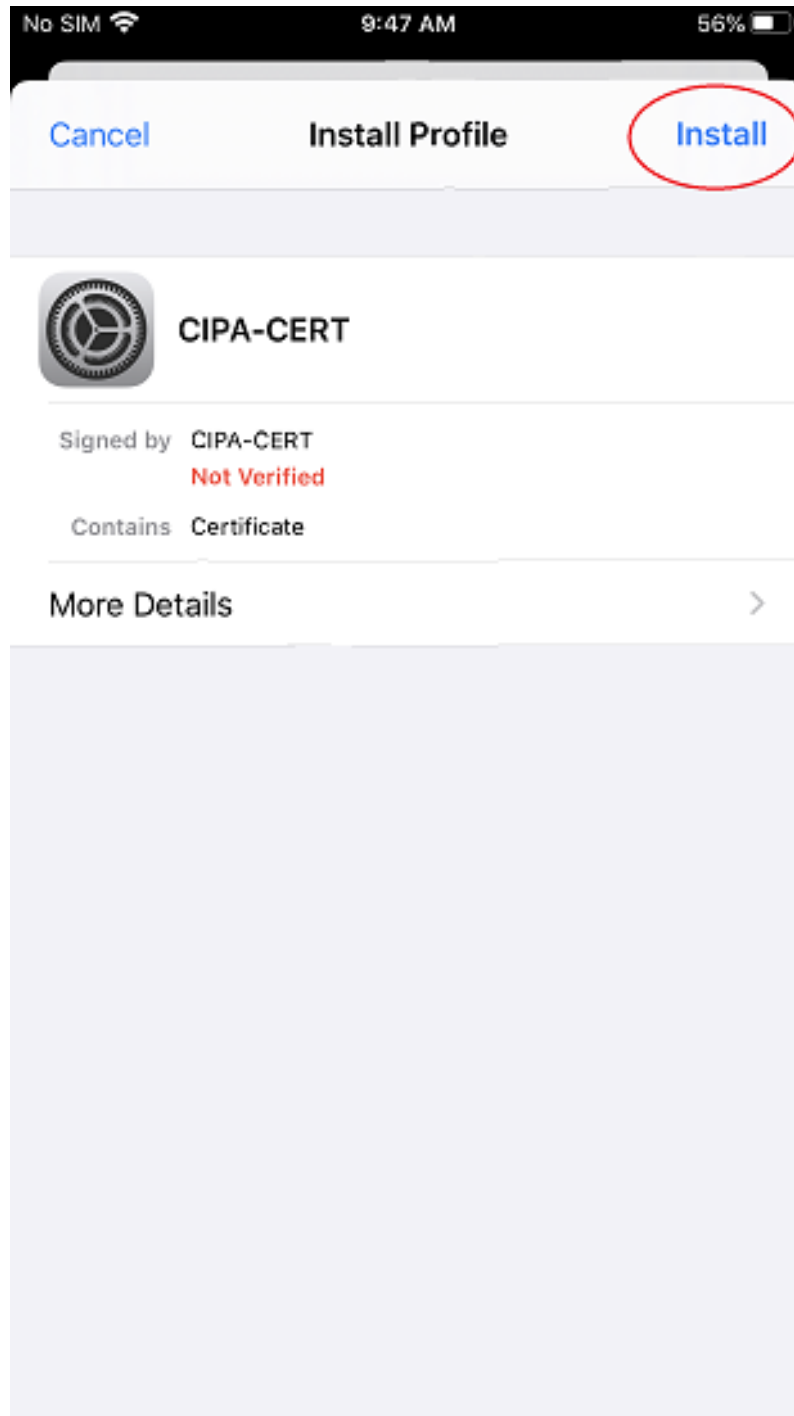 No SIM 9:47 AM 56%
Cancel Install Profile Install
CIPA-CERT
Signed by CIPA-CERT
Not Verified
Contains Certificate
More Details